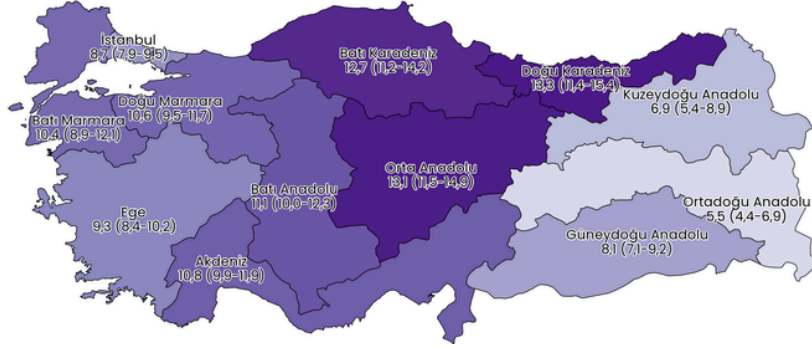 İstanbul
8,7 (7,9-9,5)
Batı Karadeniz
12,7 (11,2-14,2)
Doğu Karadeniz
13,3 (11,4-15,4)
Kuzeydoğu Anadolu
6,9 (5,4-8,9)
Doğu Marmara
10,6 (9,5-11,7)
Batı Marmara
10,4 (8,9-12,1)
Orta Anadolu
13,1 (11,5-14,9)
Batı Anadolu
11,1 (10,0-12,3)
Ortadoğu Anadolu
5,5 (4,4-6,9)
Ege
9,3 (8,4-10,2)
Güneydoğu Anadolu
8,1 (7,1-9,2)
Akdeniz
10,8 (9,9-11,9)